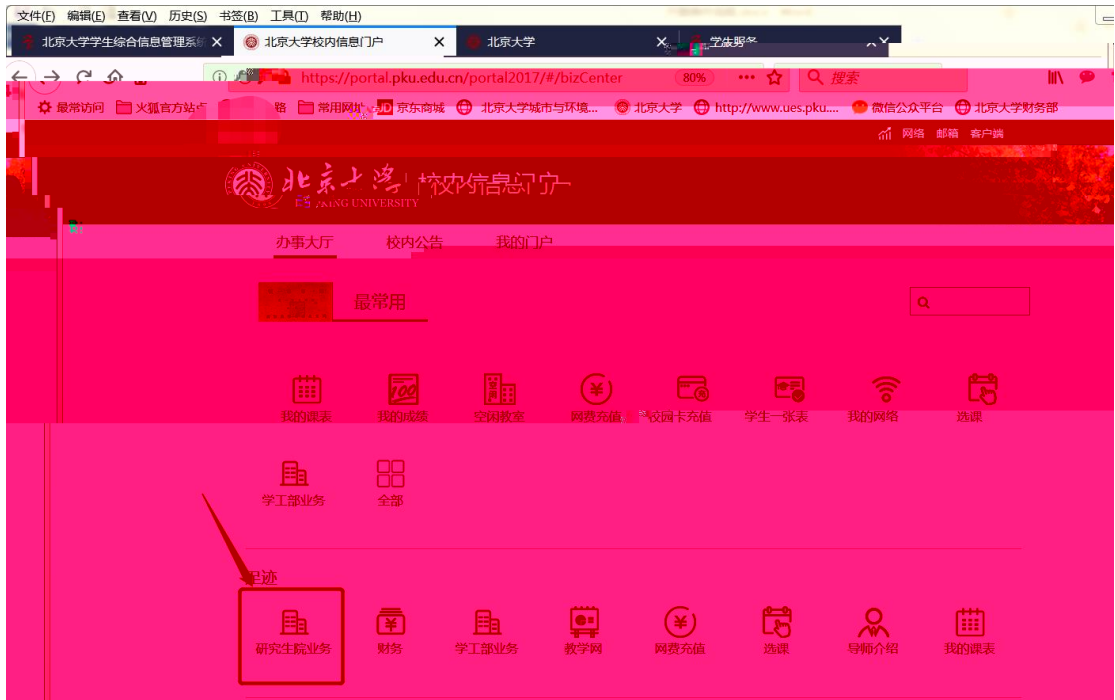 文件(F) 编辑(E) 查看(V) 历史(S) 书签(B) 工具(T) 帮助(H)
北京大学学生综合信息管理系统 北京大学校内信息门户 北京大学
https://portal.pku.edu.cn/portal2017/#/bizCenter 80% 搜索
最常访问 火狐官方站点 常用网址 JD 京东商城 北京大学城市与环境... 北京大学 http://www.ues.pku.... 微信公众平台 北京大学财务部
网络 邮箱 客户端
北京大学 校内信息门户
PEKING UNIVERSITY
办事大厅 校内公告 我的门户
最常用
我的课表 我的成绩 空闲教室 网费充值 校园卡充值 学生一张表 我的网络 选课
学工部业务 全部
足迹
研究生院业务 财务 学工部业务 教学网 网费充值 选课 导师介绍 我的课表